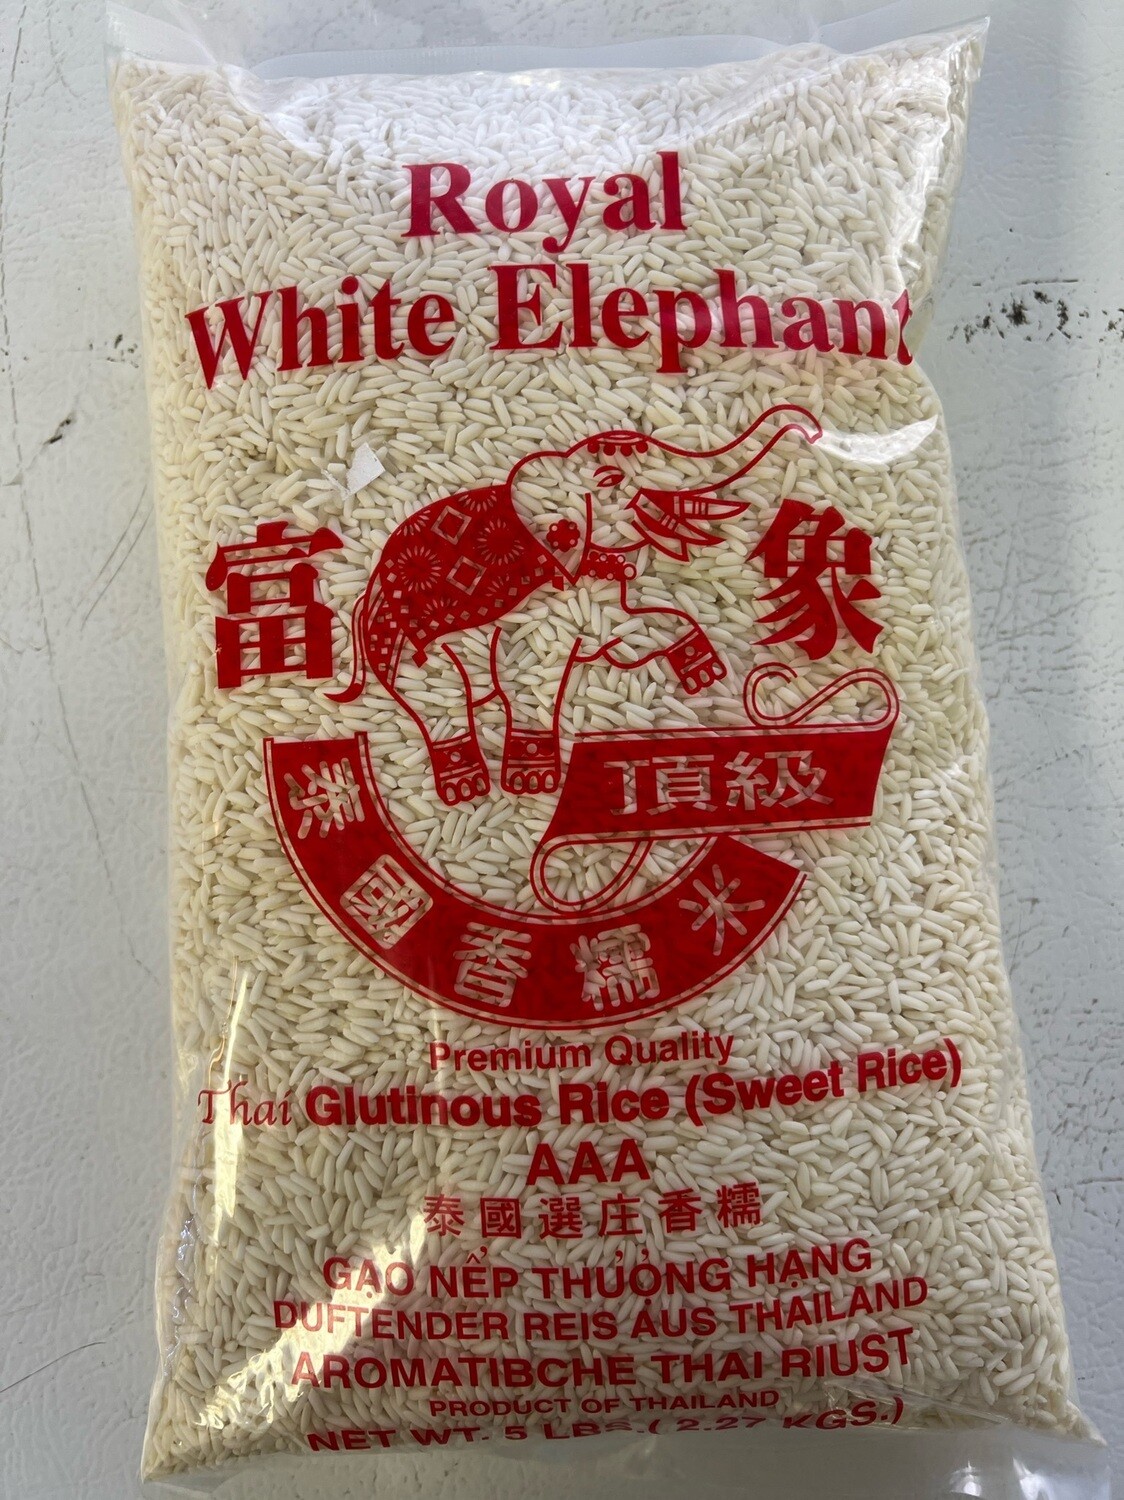 Royal
White Elephant
富 象
頂級
泰國香糯米
Premium Quality
Thai Glutinous Rice (Sweet Rice)
AAA
泰國選庄香糯
GẠO NẾP THƯỢNG HẠNG
DUFTENDER REIS AUS THAILAND
AROMATIBCHE THAI RIUST
PRODUCT OF THAILAND
NET WT. 5 LBS.( 2.27 KGS.)